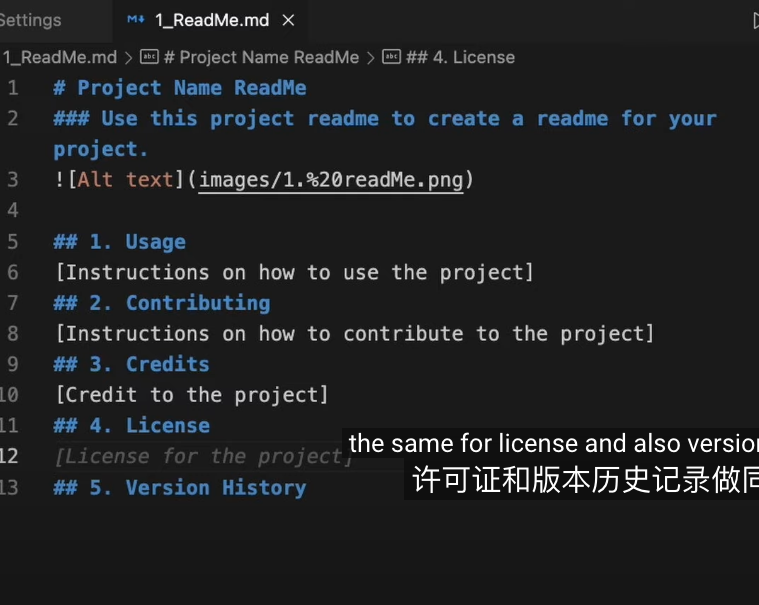 Settings
1_ReadMe.md
1_ReadMe.md > # Project Name ReadMe > ## 4. License
1 # Project Name ReadMe
2 ### Use this project readme to create a readme for your
project.
3 ![Alt text](images/1.%20readMe.png)
4
5 ## 1. Usage
6 [Instructions on how to use the project]
7 ## 2. Contributing
8 [Instructions on how to contribute to the project]
9 ## 3. Credits
10 [Credit to the project]
11 ## 4. License
12 [License for the project]
13 ## 5. Version History
the same for license and also version
许可证和版本历史记录做同